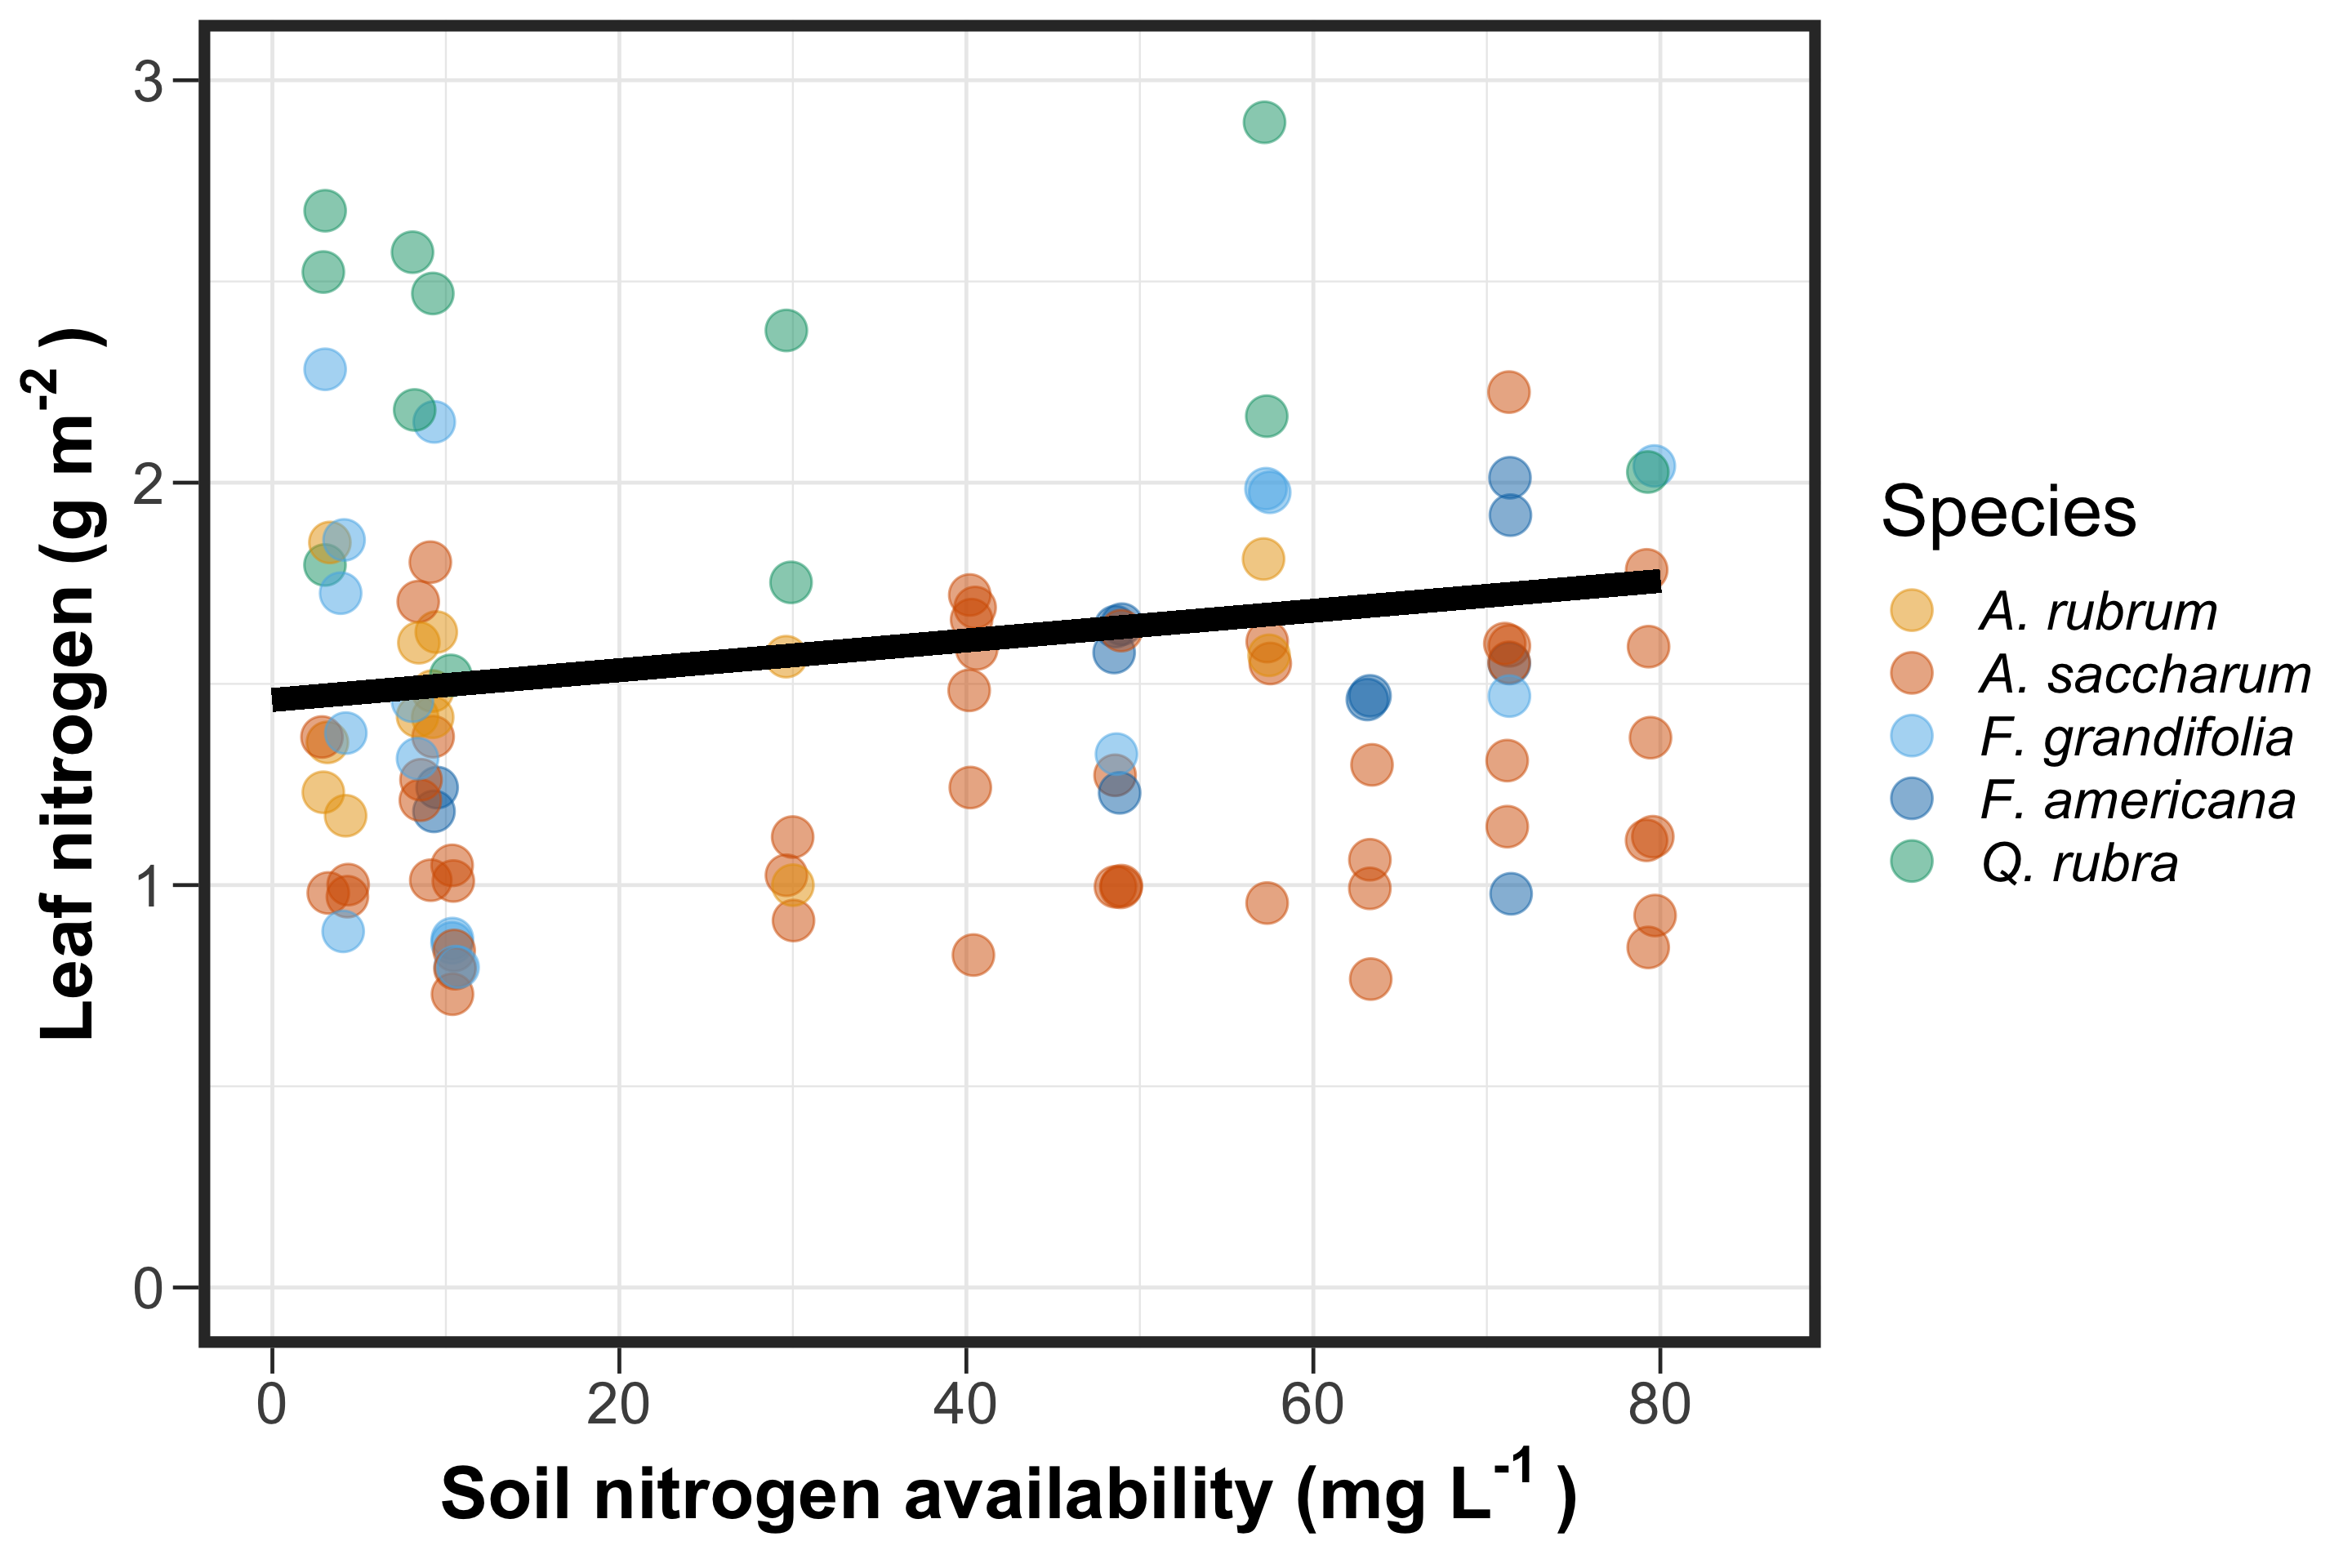 3
2
1
0
Leaf nitrogen (g m-2 )
0 20 40 60 80
Soil nitrogen availability (mg L-1 )
Species
A. rubrum
A. saccharum
F. grandifolia
F. americana
Q. rubra